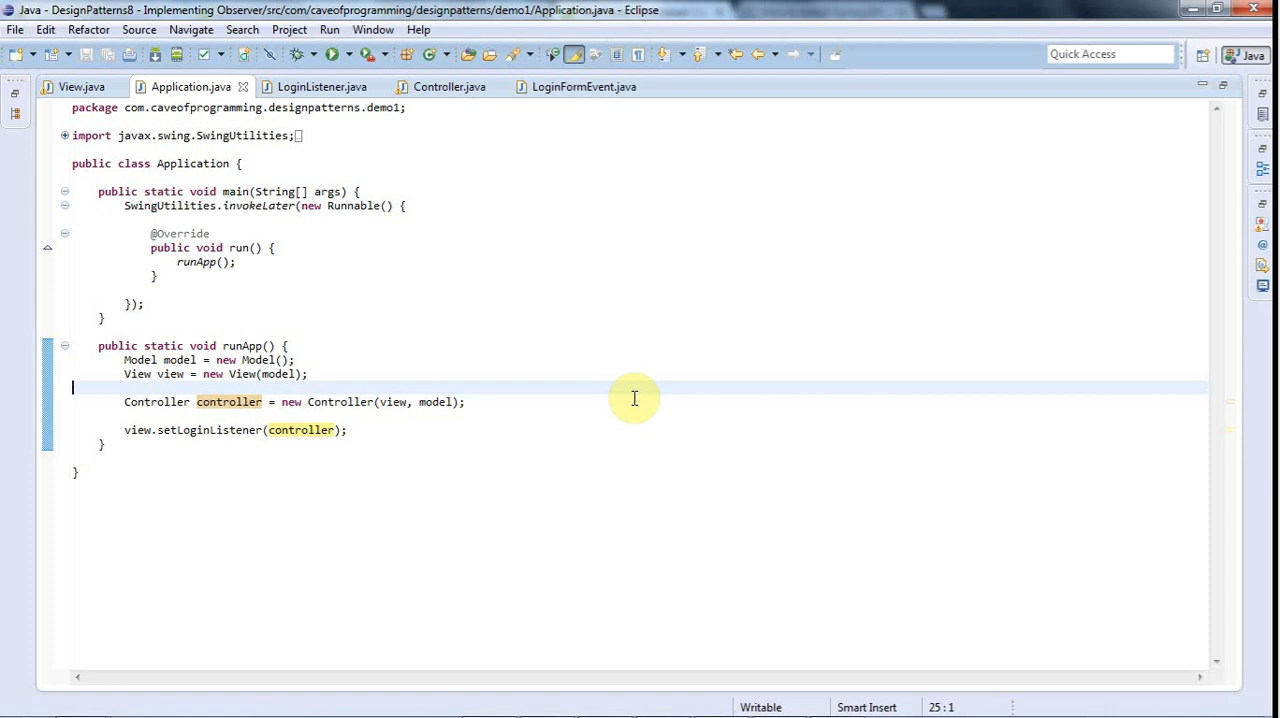 Java - DesignPatterns8 - Implementing Observer/src/com/caveofprogramming/designpatterns/demo1/Application.java - Eclipse
File Edit Refactor Source Navigate Search Project Run Window Help
Quick Access
Java
View.java Application.java LoginListener.java Controller.java LoginFormEvent.java
package com.caveofprogramming.designpatterns.demo1;
import javax.swing.SwingUtilities;
public class Application {
public static void main(String[] args) {
SwingUtilities.invokeLater(new Runnable() {
@Override
public void run() {
runApp();
}
});
}
public static void runApp() {
Model model = new Model();
View view = new View(model);
Controller controller = new Controller(view, model);
view.setLoginListener(controller);
}
}
Writable Smart Insert 25 : 1